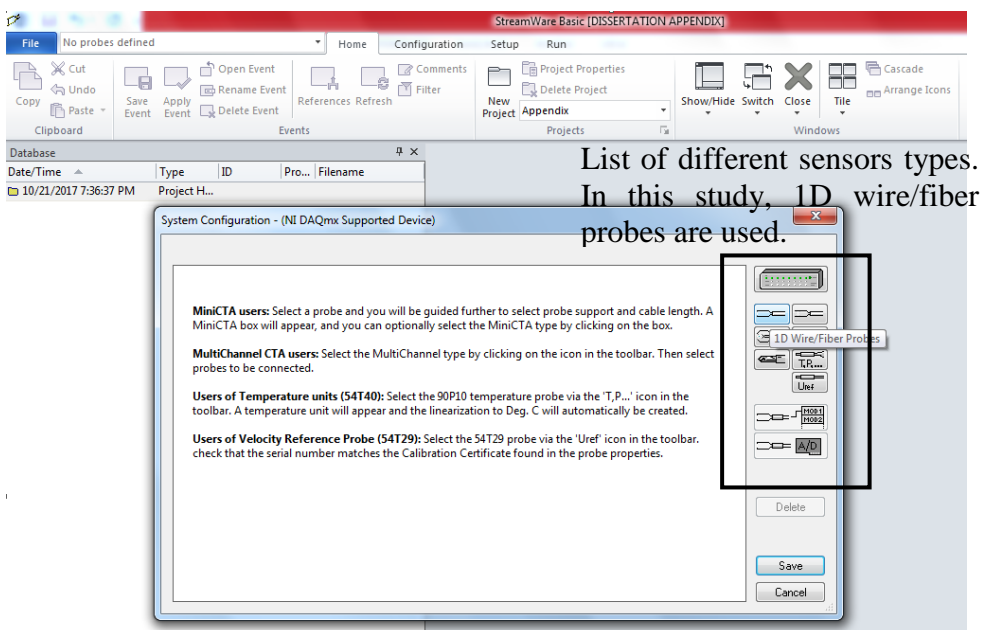 StreamWare Basic [DISSERTATION APPENDIX]
File
No probes defined
Home
Configuration
Setup
Run
Copy
Cut
Undo
Paste
Clipboard
Save Event
Apply Event
Open Event
Rename Event
Delete Event
References
Refresh
Comments
Filter
Events
New Project
Project Properties
Delete Project
Appendix
Projects
Show/Hide
Switch
Close
Tile
Cascade
Arrange Icons
Windows
Database
Date/Time
Type
ID
Pro...
Filename
10/21/2017 7:36:37 PM
Project H...
List of different sensors types.
In this study, 1D wire/fiber
probes are used.
System Configuration - (NI DAQmx Supported Device)
MiniCTA users: Select a probe and you will be guided further to select probe support and cable length. A
MiniCTA box will appear, and you can optionally select the MiniCTA type by clicking on the box.
MultiChannel CTA users: Select the MultiChannel type by clicking on the icon in the toolbar. Then select
probes to be connected.
Users of Temperature units (54T40): Select the 90P10 temperature probe via the 'T,P...' icon in the
toolbar. A temperature unit will appear and the linearization to Deg. C will automatically be created.
Users of Velocity Reference Probe (54T29): Select the 54T29 probe via the 'Uref' icon in the toolbar.
check that the serial number matches the Calibration Certificate found in the probe properties.
1D Wire/Fiber Probes
T,P,...
Uref
MOD1
MOD2
A/D
Delete
Save
Cancel